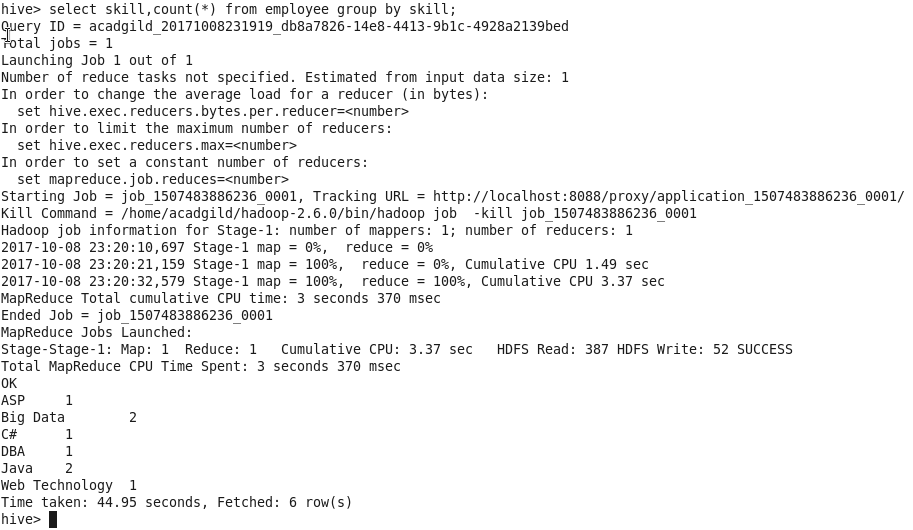 hive> select skill,count(*) from employee group by skill;
Query ID = acadgild_20171008231919_db8a7826-14e8-4413-9b1c-4928a2139bed
Total jobs = 1
Launching Job 1 out of 1
Number of reduce tasks not specified. Estimated from input data size: 1
In order to change the average load for a reducer (in bytes):
  set hive.exec.reducers.bytes.per.reducer=<number>
In order to limit the maximum number of reducers:
  set hive.exec.reducers.max=<number>
In order to set a constant number of reducers:
  set mapreduce.job.reduces=<number>
Starting Job = job_1507483886236_0001, Tracking URL = http://localhost:8088/proxy/application_1507483886236_0001/
Kill Command = /home/acadgild/hadoop-2.6.0/bin/hadoop job  -kill job_1507483886236_0001
Hadoop job information for Stage-1: number of mappers: 1; number of reducers: 1
2017-10-08 23:20:10,697 Stage-1 map = 0%,  reduce = 0%
2017-10-08 23:20:21,159 Stage-1 map = 100%,  reduce = 0%, Cumulative CPU 1.49 sec
2017-10-08 23:20:32,579 Stage-1 map = 100%,  reduce = 100%, Cumulative CPU 3.37 sec
MapReduce Total cumulative CPU time: 3 seconds 370 msec
Ended Job = job_1507483886236_0001
MapReduce Jobs Launched:
Stage-Stage-1: Map: 1  Reduce: 1   Cumulative CPU: 3.37 sec   HDFS Read: 387 HDFS Write: 52 SUCCESS
Total MapReduce CPU Time Spent: 3 seconds 370 msec
OK
ASP     1
Big Data        2
C#      1
DBA     1
Java    2
Web Technology  1
Time taken: 44.95 seconds, Fetched: 6 row(s)
hive>